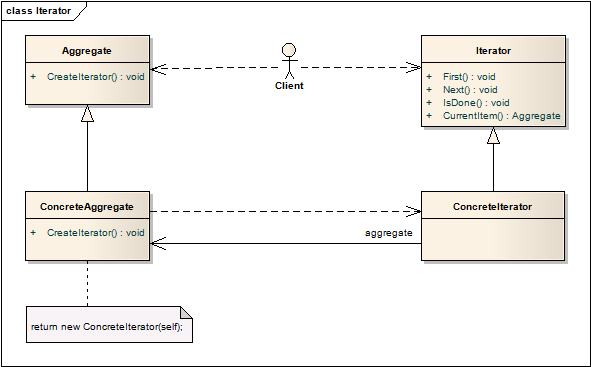 class Iterator
Aggregate
+ CreateIterator() : void
Client
Iterator
+ First() : void
+ Next() : void
+ IsDone() : void
+ CurrentItem() : Aggregate
ConcreteAggregate
+ CreateIterator() : void
ConcreteIterator
aggregate
return new ConcreteIterator(self);